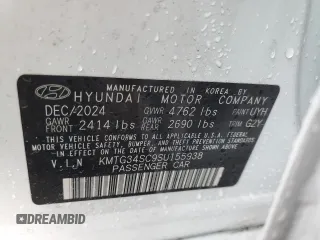 MANUFACTURED IN KOREA BY
HYUNDAI MOTOR COMPANY
DEC/2024 GVWR 4762 lbs PAINT UYH
GAWR FRONT 2414 lbs GAWR REAR 2690 lbs TRIM GZY
THIS VEHICLE CONFORMS TO ALL APPLICABLE U.S. FEDERAL
MOTOR VEHICLE SAFETY, BUMPER, AND THEFT PREVENTION
STANDARDS IN EFFECT ON THE DATE OF MANUFACTURE SHOWN ABOVE.
V.I.N KMTG34SC9SU155938
PASSENGER CAR
AutoBidMaster